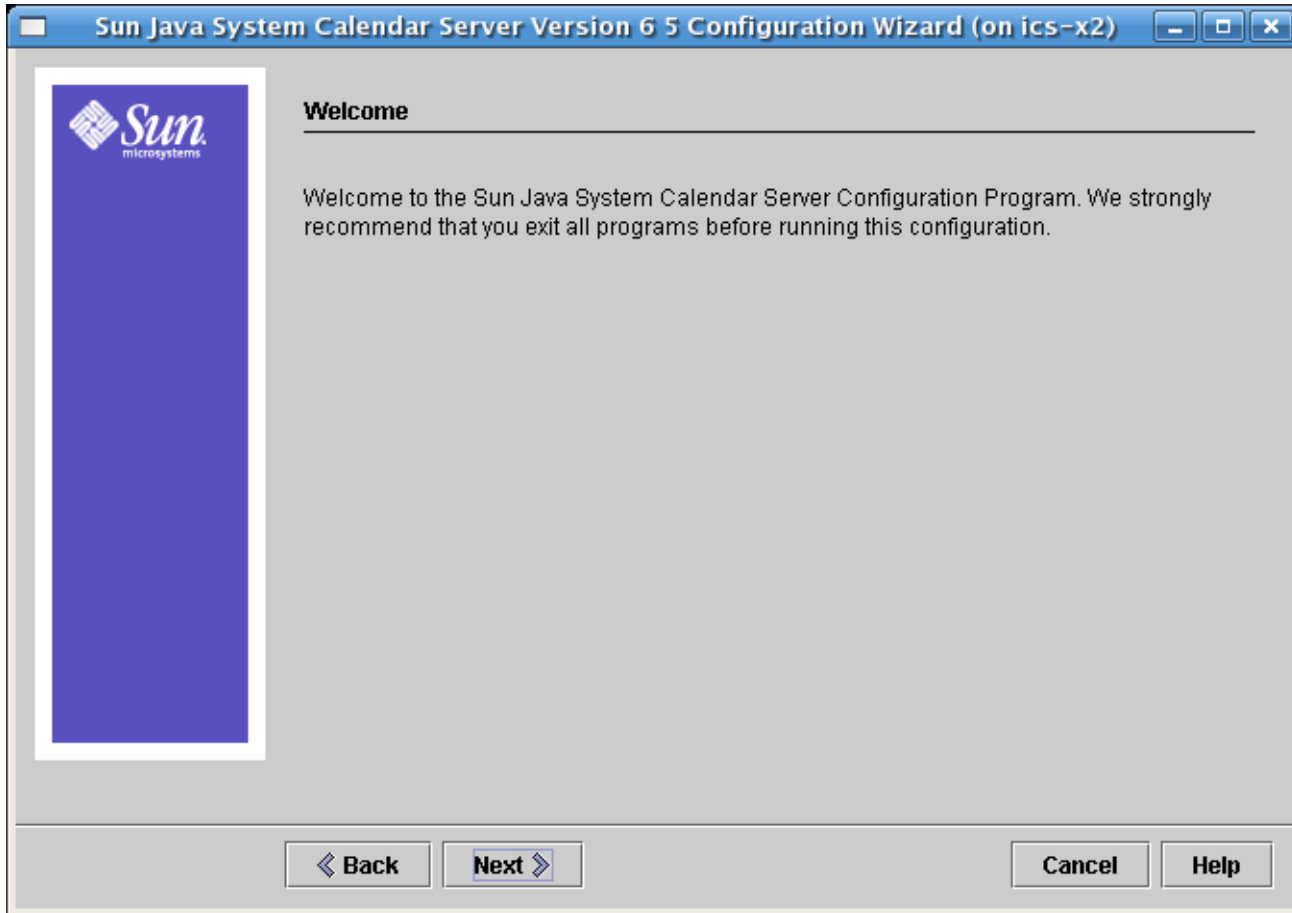 Sun Java System Calendar Server Version 6 5 Configuration Wizard (on ics-x2)
Sun.
microsystems
Welcome
Welcome to the Sun Java System Calendar Server Configuration Program. We strongly
recommend that you exit all programs before running this configuration.
Back
Next
Cancel
Help